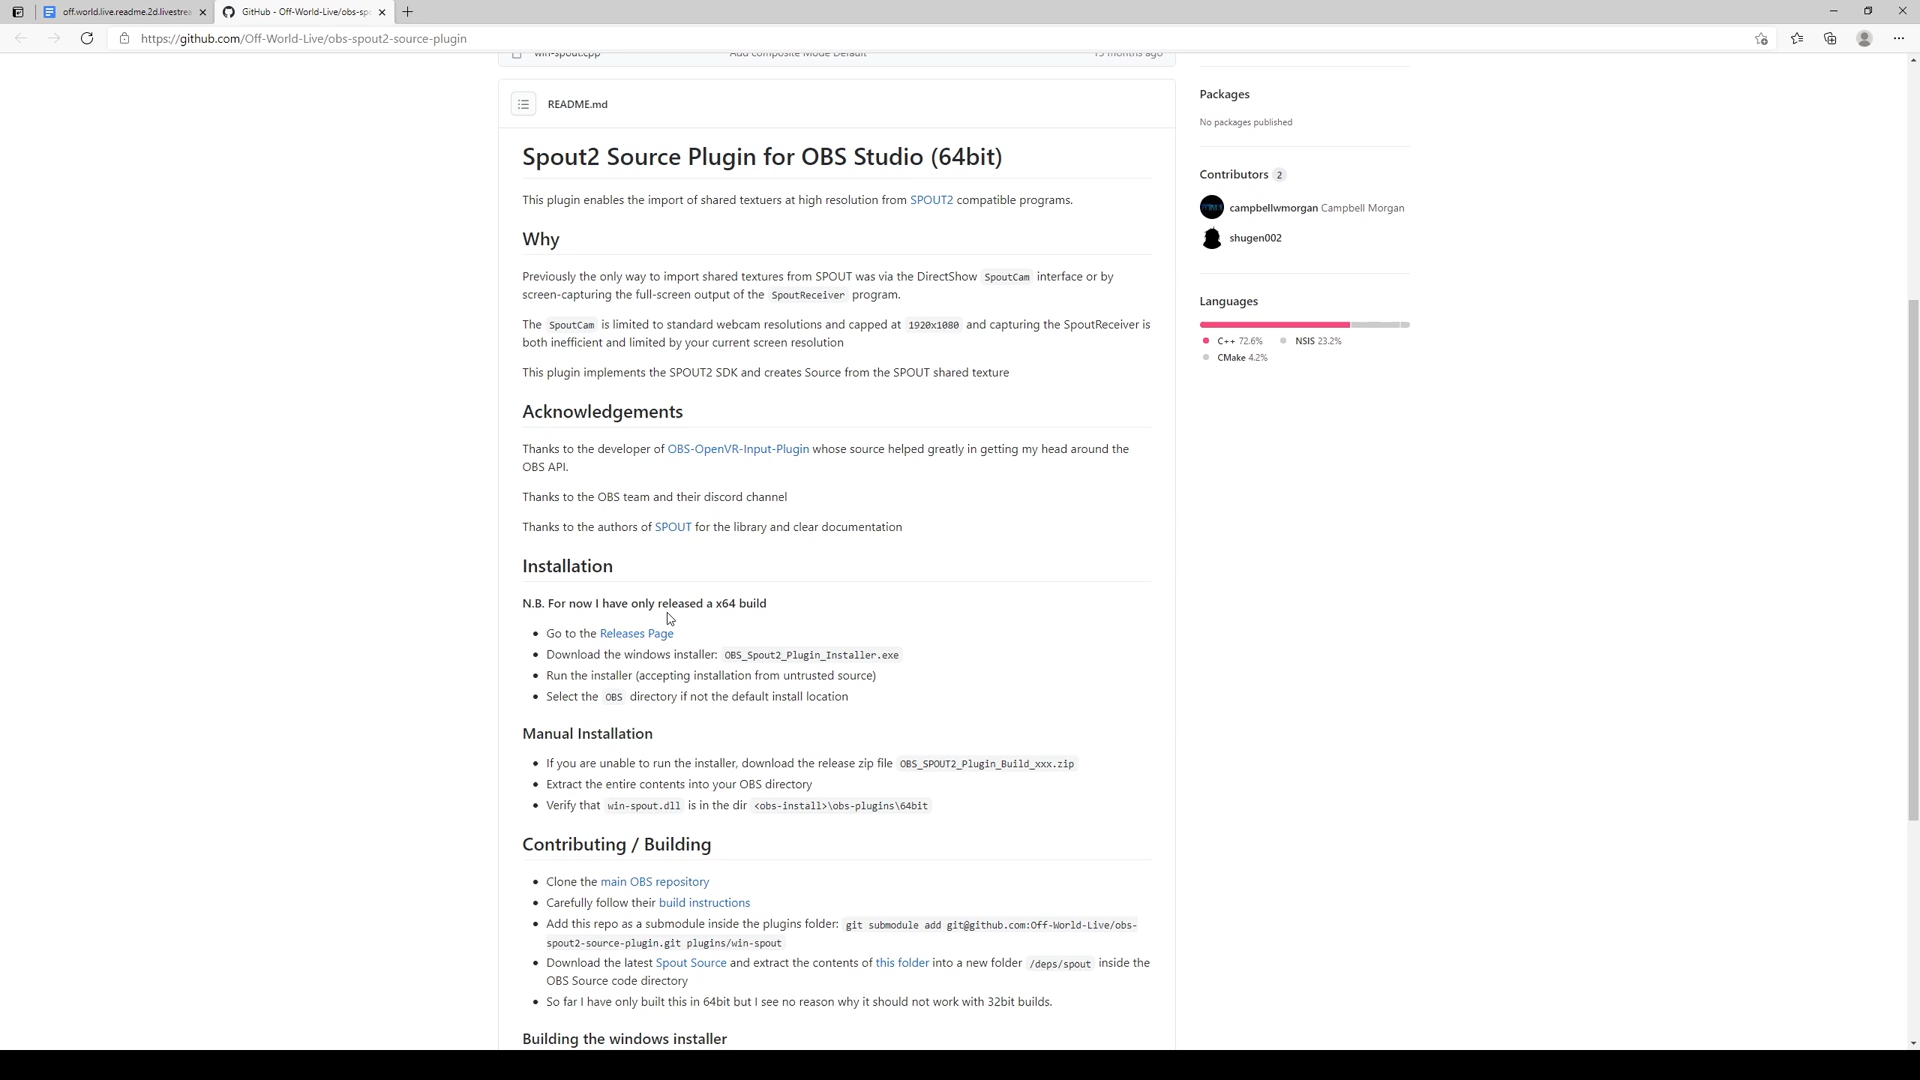 off.world.live.readme.2d.livestrea
GitHub - Off-World-Live/obs-spo
https://github.com/Off-World-Live/obs-spout2-source-plugin
win-spout.cpp
Add composite Mode Default
15 months ago
README.md
Spout2 Source Plugin for OBS Studio (64bit)
This plugin enables the import of shared textuers at high resolution from SPOUT2 compatible programs.
Why
Previously the only way to import shared textures from SPOUT was via the DirectShow SpoutCam interface or by
screen-capturing the full-screen output of the SpoutReceiver program.
The SpoutCam is limited to standard webcam resolutions and capped at 1920x1080 and capturing the SpoutReceiver is
both inefficient and limited by your current screen resolution
This plugin implements the SPOUT2 SDK and creates Source from the SPOUT shared texture
Acknowledgements
Thanks to the developer of OBS-OpenVR-Input-Plugin whose source helped greatly in getting my head around the
OBS API.
Thanks to the OBS team and their discord channel
Thanks to the authors of SPOUT for the library and clear documentation
Installation
N.B. For now I have only released a x64 build
• Go to the Releases Page
• Download the windows installer: OBS_Spout2_Plugin_Installer.exe
• Run the installer (accepting installation from untrusted source)
• Select the OBS directory if not the default install location
Manual Installation
• If you are unable to run the installer, download the release zip file OBS_SPOUT2_Plugin_Build_xxx.zip
• Extract the entire contents into your OBS directory
• Verify that win-spout.dll is in the dir <obs-install>\obs-plugins\64bit
Contributing / Building
• Clone the main OBS repository
• Carefully follow their build instructions
• Add this repo as a submodule inside the plugins folder: git submodule add git@github.com:Off-World-Live/obs-
spout2-source-plugin.git plugins/win-spout
• Download the latest Spout Source and extract the contents of this folder into a new folder /deps/spout inside the
OBS Source code directory
• So far I have only built this in 64bit but I see no reason why it should not work with 32bit builds.
Building the windows installer
Packages
No packages published
Contributors 2
campbellwmorgan Campbell Morgan
shugen002
Languages
C++ 72.6% NSIS 23.2%
CMake 4.2%